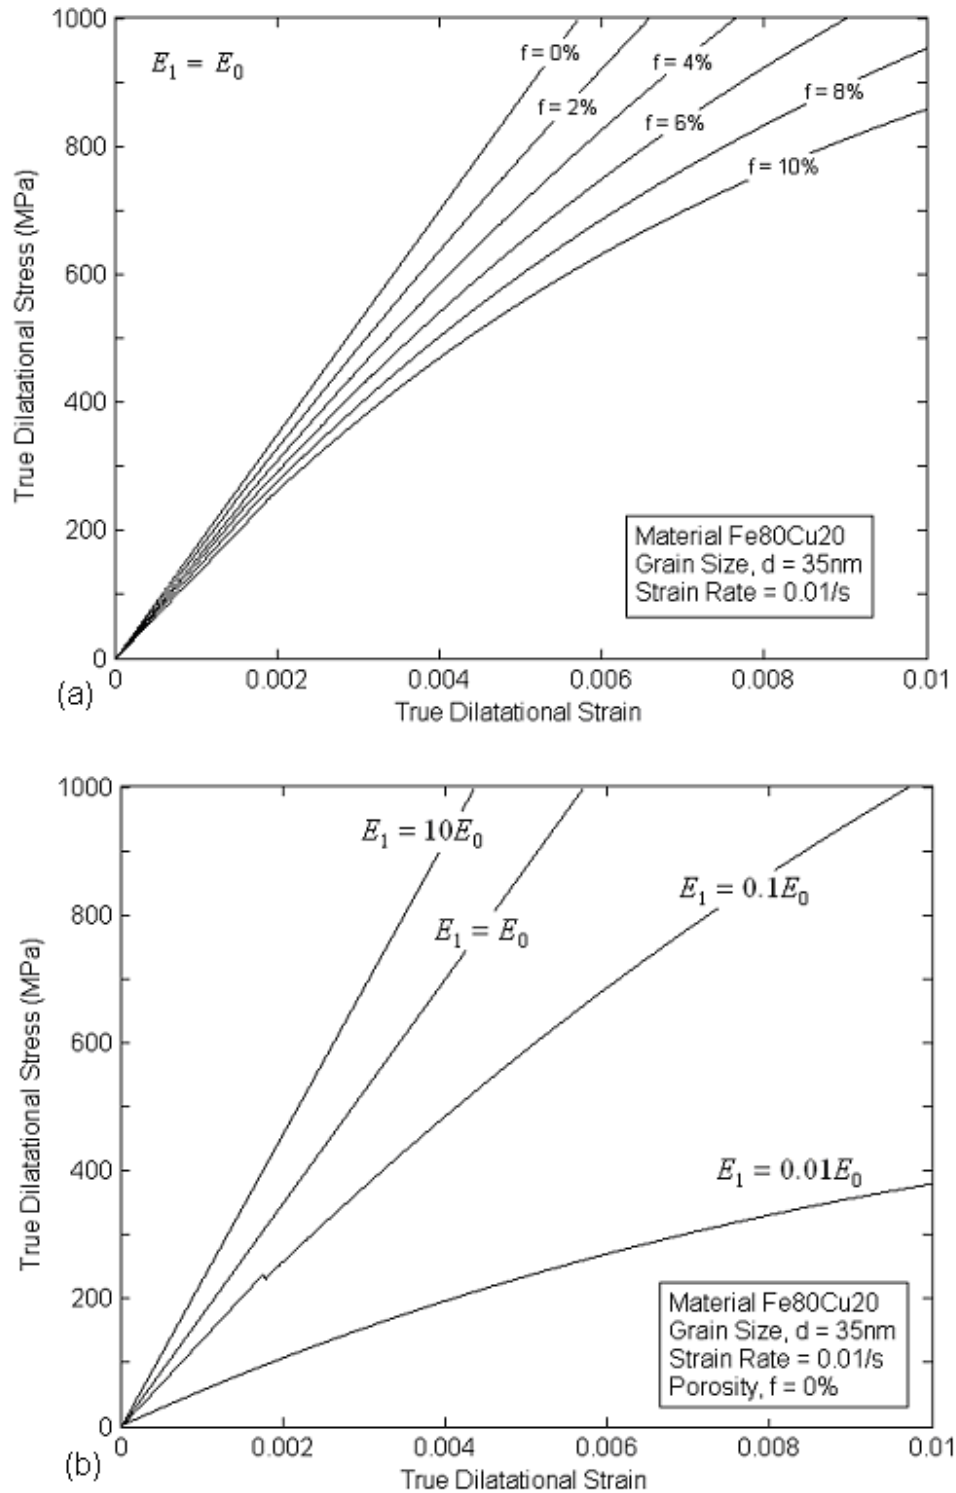 1000
E₁ = E₀
f = 0%
f = 2%
f = 4%
f = 6%
f = 8%
f = 10%
800
600
400
200
0
True Dilatational Stress (MPa)
Material Fe80Cu20
Grain Size, d = 35nm
Strain Rate = 0.01/s
0 0.002 0.004 0.006 0.008 0.01
(a)
True Dilatational Strain
1000
E₁ = 10E₀
E₁ = E₀
E₁ = 0.1E₀
E₁ = 0.01E₀
800
600
400
200
0
True Dilatational Stress (MPa)
Material Fe80Cu20
Grain Size, d = 35nm
Strain Rate = 0.01/s
Porosity, f = 0%
0 0.002 0.004 0.006 0.008 0.01
(b)
True Dilatational Strain